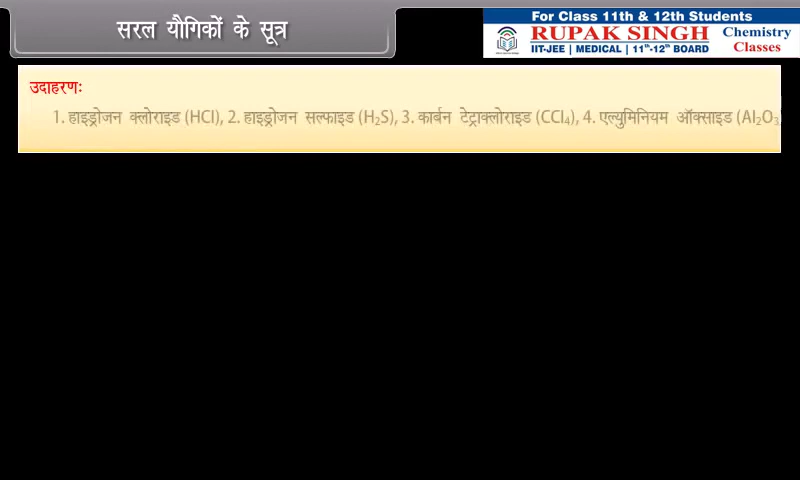 सरल यौगिकों के सूत्र
For Class 11th & 12th Students
RUPAK SINGH
Chemistry
Classes
IIT-JEE | MEDICAL | 11th-12th BOARD
उदाहरणः
1. हाइड्रोजन क्लोराइड (HCl), 2. हाइड्रोजन सल्फाइड (H₂S), 3. कार्बन टेट्राक्लोराइड (CCl₄), 4. एल्युमिनियम ऑक्साइड (Al₂O₃